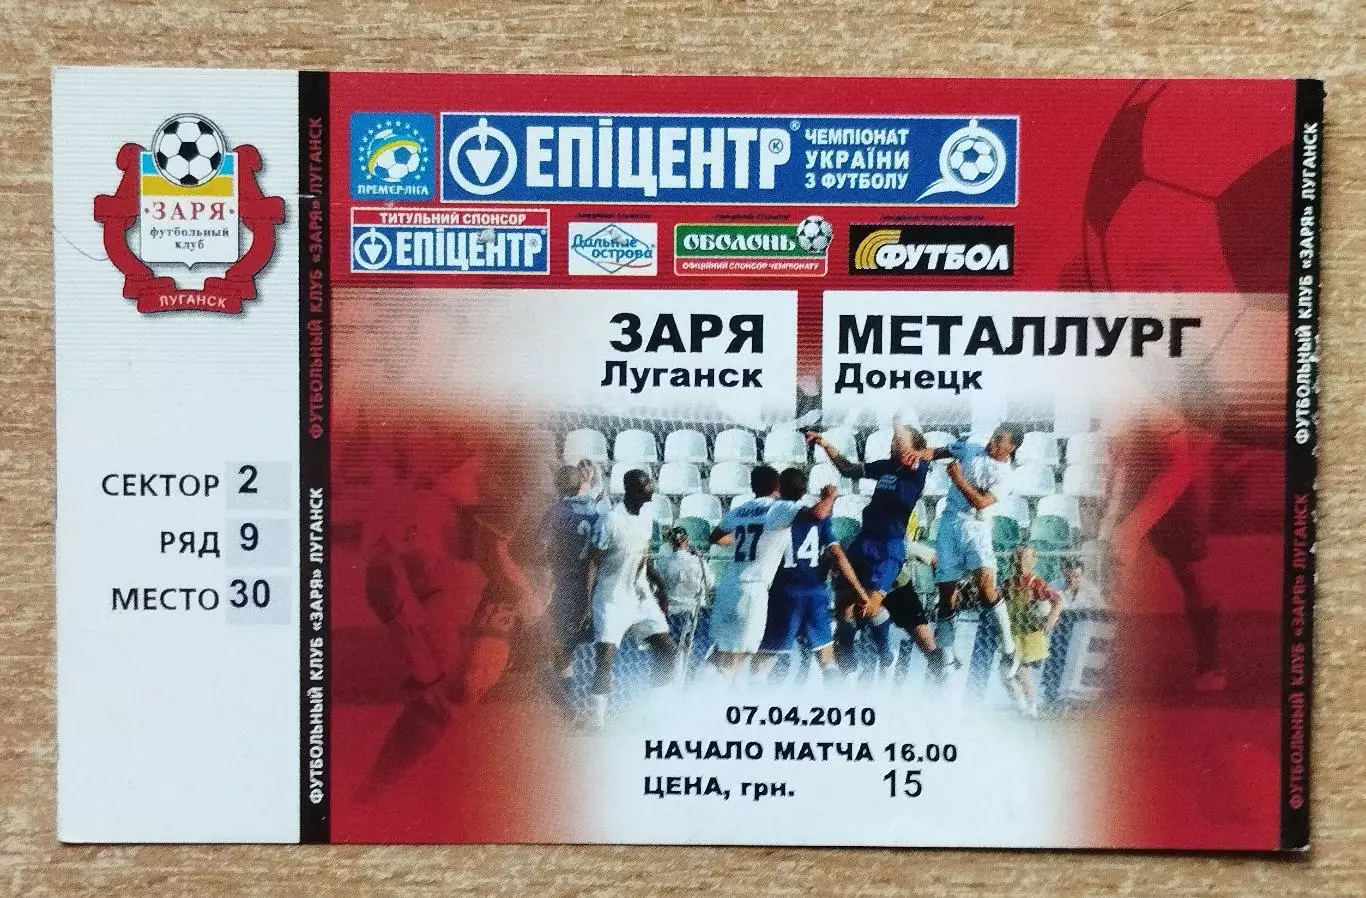 ЗАРЯ
футбольный
клуб
ЛУГАНСК
СЕКТОР 2
РЯД 9
МЕСТО 30
ФУТБОЛЬНЫЙ КЛУБ «ЗАРЯ» ЛУГАНСК
ФУТБОЛЬНЫЙ КЛУБ «ЗАРЯ» ЛУГАНСК
ПРЕМ'ЄР-ЛІГА
ЕПІЦЕНТР®
®
ЧЕМПІОНАТ
УКРАЇНИ
З ФУТБОЛУ
ТИТУЛЬНИЙ СПОНСОР
ЕПІЦЕНТР®
Дальние
острова
ОБОЛОНЬ
ОФІЦІЙНИЙ СПОНСОР ЧЕМПІОНАТУ
ФУТБОЛ
ЗАРЯ
Луганск
МЕТАЛЛУРГ
Донецк
27
14
07.04.2010
НАЧАЛО МАТЧА 16.00
ЦЕНА, грн. 15
ФУТБОЛЬНЫЙ КЛУБ «ЗАРЯ» ЛУГАНСК
ФУТБОЛЬНЫЙ КЛУБ «ЗАРЯ» ЛУГАНСК